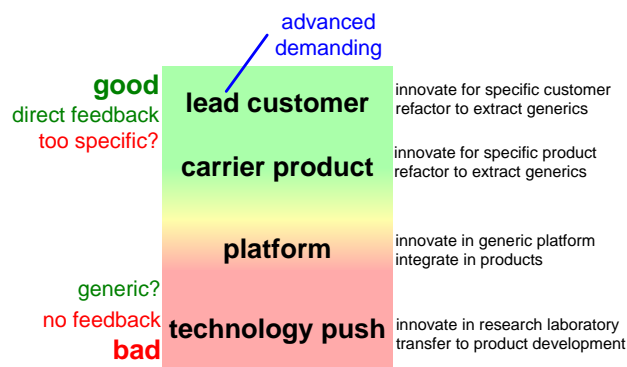 advanced
demanding
good
direct feedback
too specific?
lead customer
innovate for specific customer
refactor to extract generics
carrier product
innovate for specific product
refactor to extract generics
platform
innovate in generic platform
integrate in products
generic?
no feedback
bad
technology push
innovate in research laboratory
transfer to product development